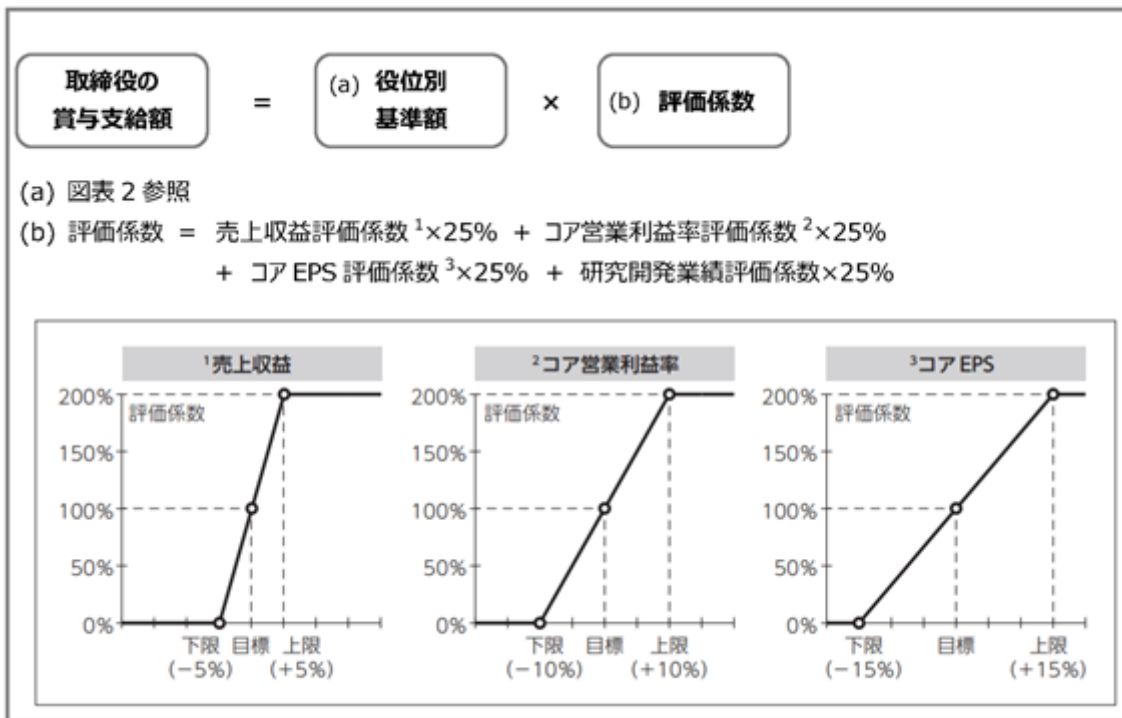 取締役の
賞与支給額
=
(a) 役位別
基準額
×
(b) 評価係数
(a) 図表 2 参照
(b) 評価係数 = 売上収益評価係数 ¹×25% + コア営業利益率評価係数 ²×25%
+ コア EPS 評価係数 ³×25% + 研究開発業績評価係数×25%
¹売上収益
200%
評価係数
150%
100%
50%
0%
下限 目標 上限
(−5%) (+5%)
²コア営業利益率
200%
評価係数
150%
100%
50%
0%
下限 目標 上限
(−10%) (+10%)
³コア EPS
200%
評価係数
150%
100%
50%
0%
下限 目標 上限
(−15%) (+15%)